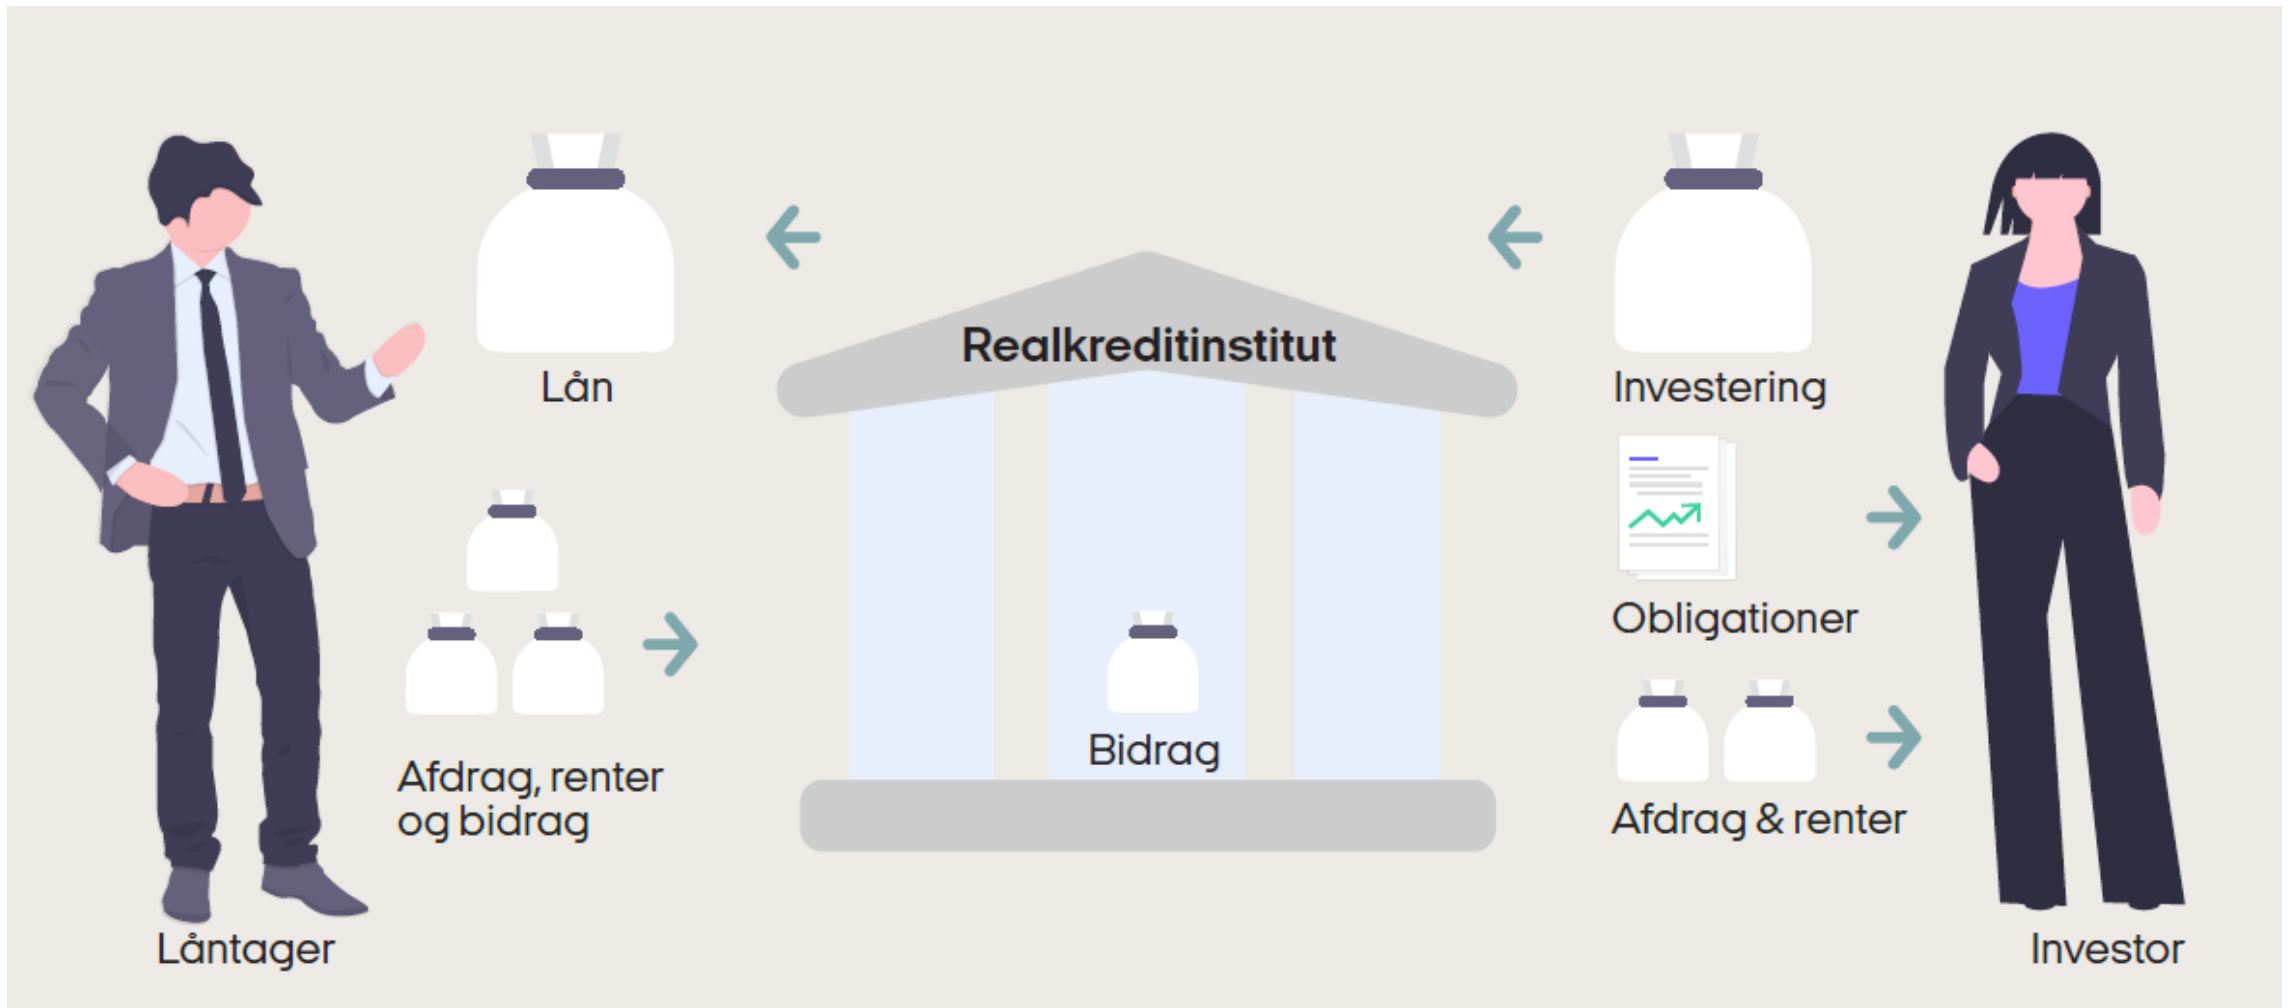 Realkreditinstitut
Lån
Investering
Obligationer
Bidrag
Afdrag, renter
og bidrag
Afdrag & renter
Låntager
Investor